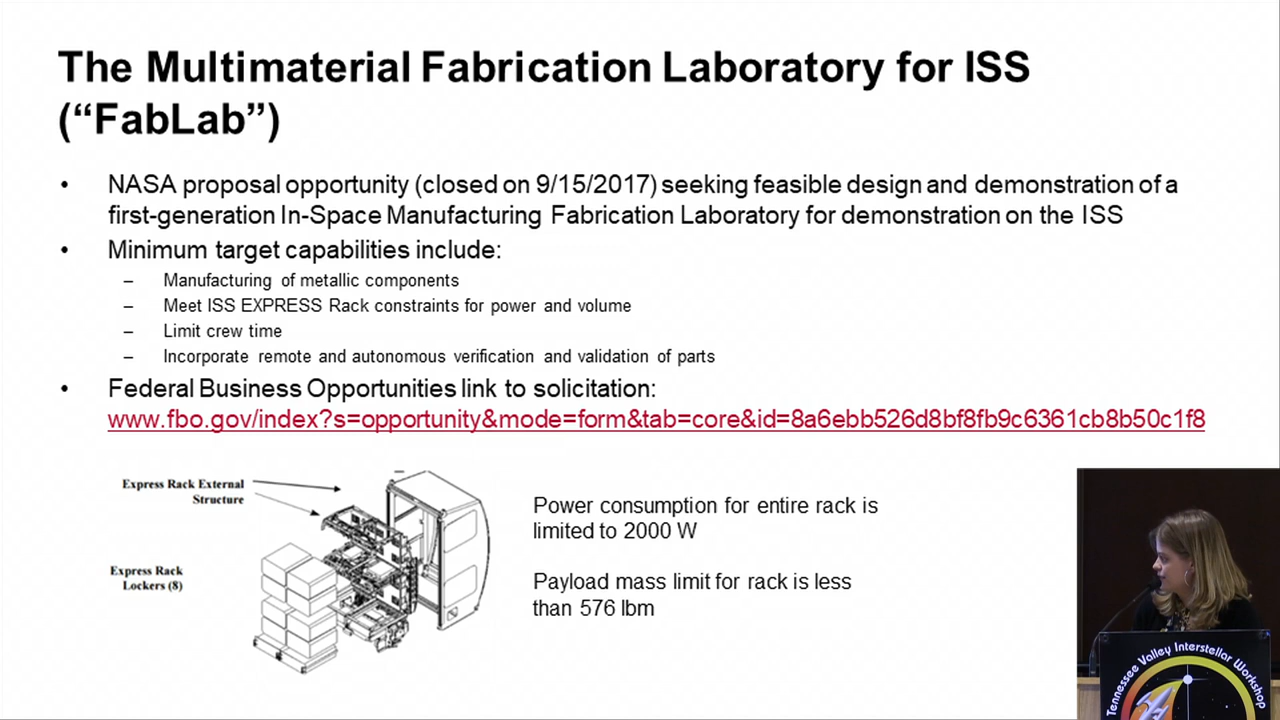 The Multimaterial Fabrication Laboratory for ISS
(“FabLab”)
• NASA proposal opportunity (closed on 9/15/2017) seeking feasible design and demonstration of a
first-generation In-Space Manufacturing Fabrication Laboratory for demonstration on the ISS
• Minimum target capabilities include:
– Manufacturing of metallic components
– Meet ISS EXPRESS Rack constraints for power and volume
– Limit crew time
– Incorporate remote and autonomous verification and validation of parts
• Federal Business Opportunities link to solicitation:
www.fbo.gov/index?s=opportunity&mode=form&tab=core&id=8a6ebb526d8bf8fb9c6361cb8b50c1f8
Express Rack External
Structure
Express Rack
Lockers (8)
Power consumption for entire rack is
limited to 2000 W
Payload mass limit for rack is less
than 576 lbm
Tennessee Valley Interstellar Workshop